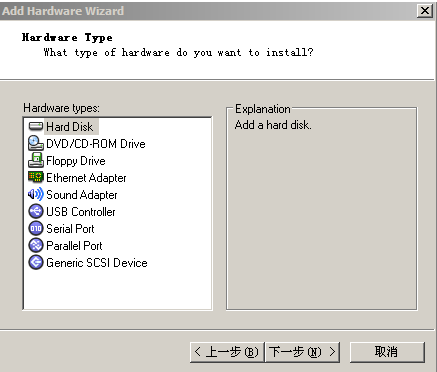 Add Hardware Wizard
Hardware Type
What type of hardware do you want to install?
Hardware types:
Hard Disk
DVD/CD-ROM Drive
Floppy Drive
Ethernet Adapter
Sound Adapter
USB Controller
Serial Port
Parallel Port
Generic SCSI Device
Explanation
Add a hard disk.
< 上一步 (B) 下一步 (N) > 取消